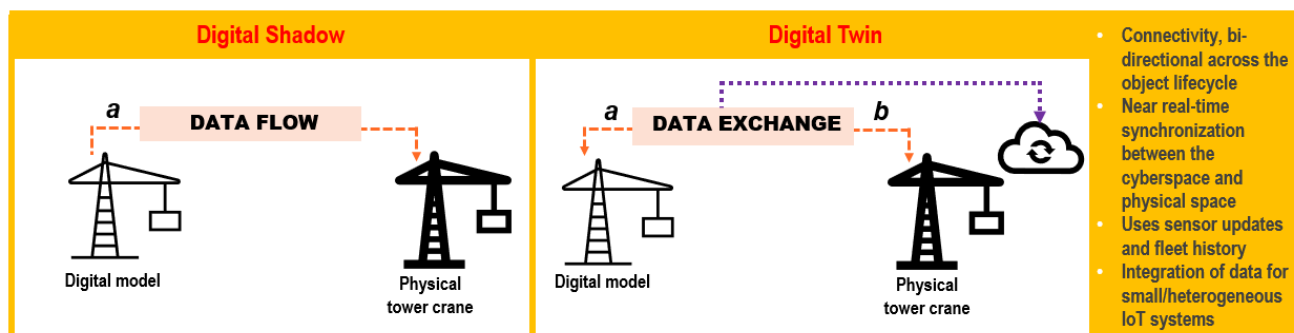 Digital Shadow
a
DATA FLOW
Digital model
Physical
tower crane
Digital Twin
a
DATA EXCHANGE
b
Digital model
Physical
tower crane
• Connectivity, bi-
directional across the
object lifecycle
• Near real-time
synchronization
between the
cyberspace and
physical space
• Uses sensor updates
and fleet history
• Integration of data for
small/heterogeneous
IoT systems